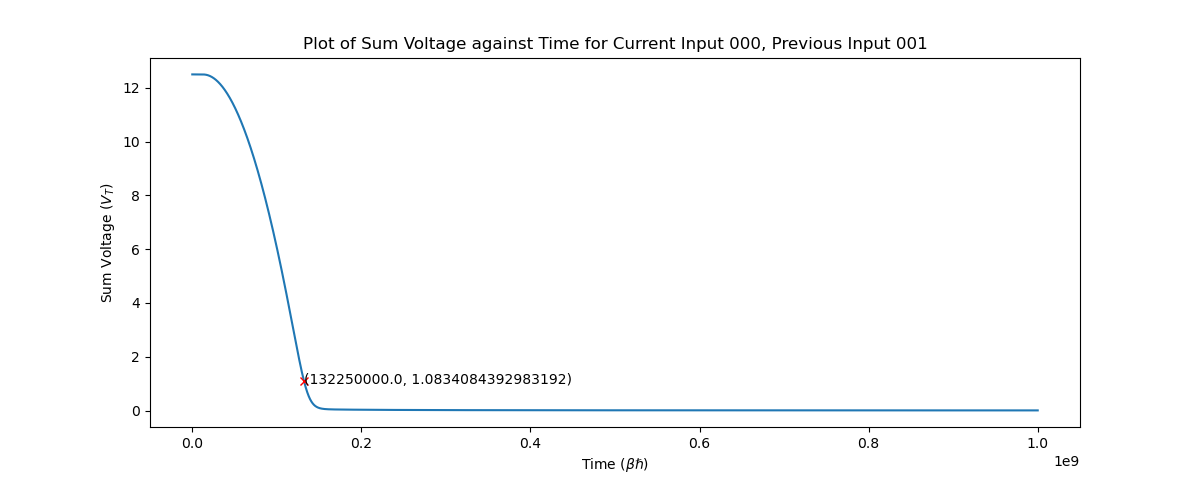 Plot of Sum Voltage against Time for Current Input 000, Previous Input 001
12
10
8
6
4
2
0
Sum Voltage (V_T)
(132250000.0, 1.0834084392983192)
0.0 0.2 0.4 0.6 0.8 1.0
1e9
Time (βℏ)